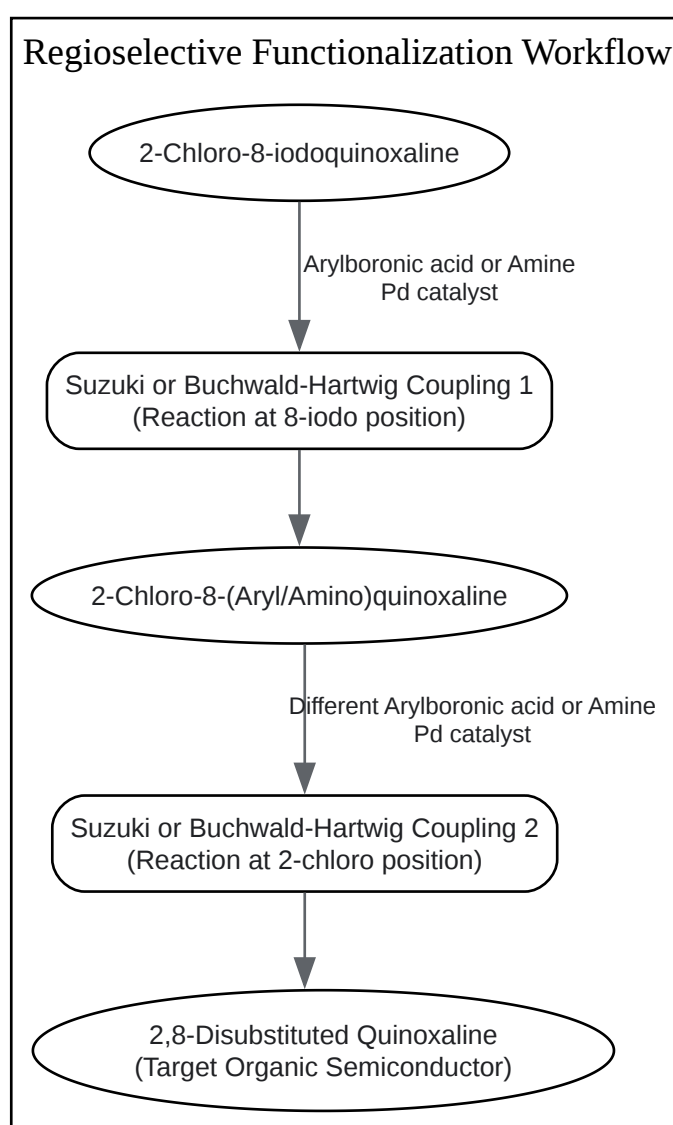 Regioselective Functionalization Workflow
2-Chloro-8-iodoquinoxaline
Arylboronic acid or Amine
Pd catalyst
Suzuki or Buchwald-Hartwig Coupling 1
(Reaction at 8-iodo position)
2-Chloro-8-(Aryl/Amino)quinoxaline
Different Arylboronic acid or Amine
Pd catalyst
Suzuki or Buchwald-Hartwig Coupling 2
(Reaction at 2-chloro position)
2,8-Disubstituted Quinoxaline
(Target Organic Semiconductor)